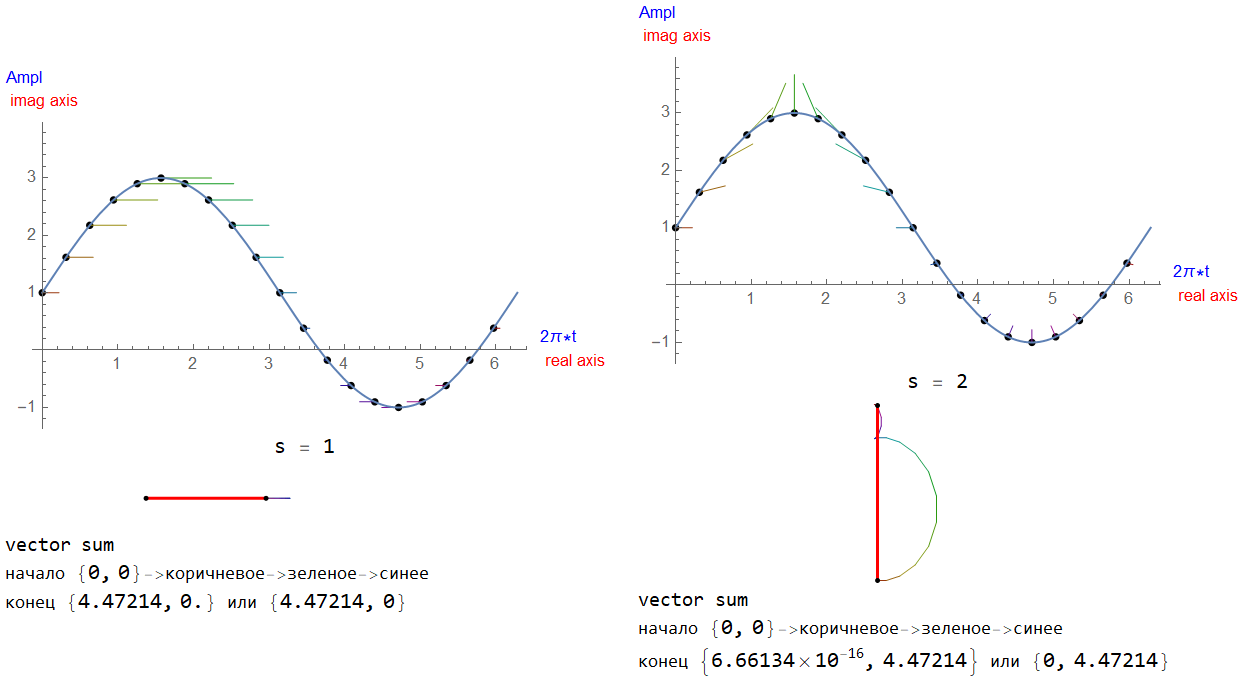 Ampl
imag axis
3
2
1
-1
1 2 3 4 5 6
2π*t
real axis
s = 1
vector sum
начало {0, 0}->коричневое->зеленое->синее
конец {4.47214, 0.} или {4.47214, 0}
Ampl
imag axis
3
2
1
-1
1 2 3 4 5 6
2π*t
real axis
s = 2
vector sum
начало {0, 0}->коричневое->зеленое->синее
конец {6.66134×10⁻¹⁶, 4.47214} или {0, 4.47214}